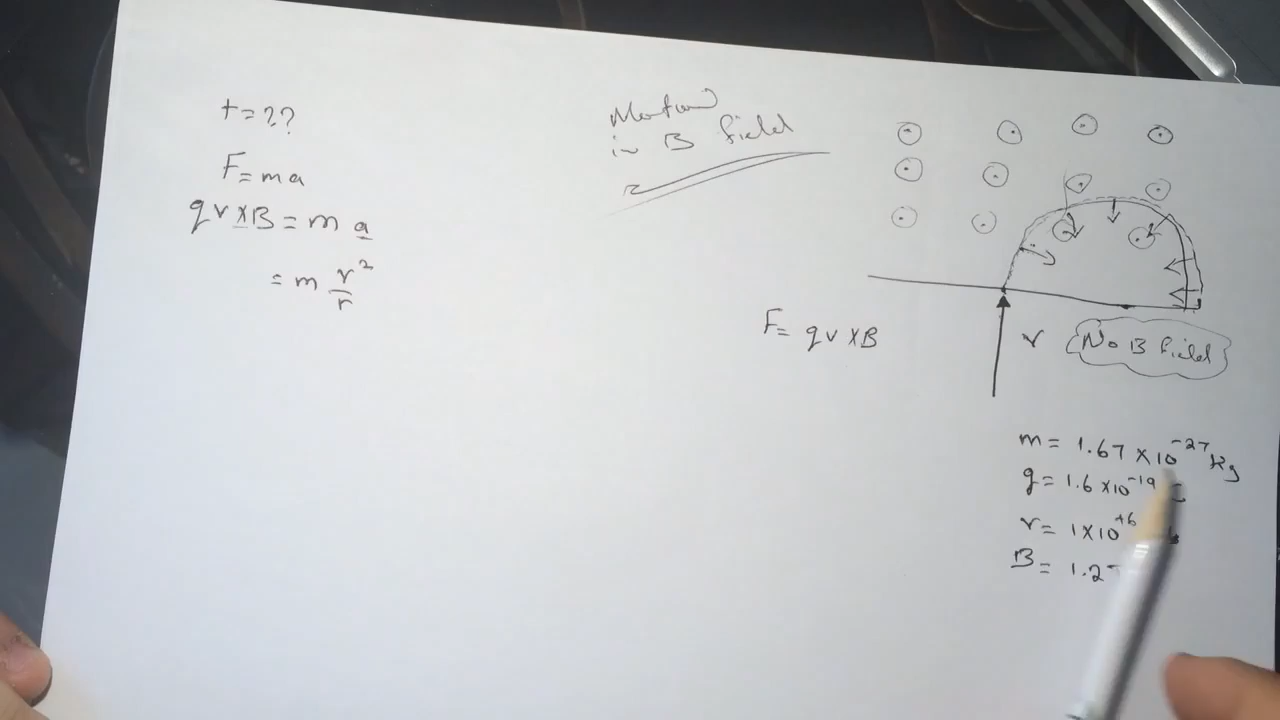 t = ??
F = ma
qv × B = m a
= m v²/r
Motion
in B field
F = qv × B
v
No B field
m = 1.67 × 10⁻²⁷ Kg
q = 1.6 × 10⁻¹⁹ C
v = 1 × 10⁺⁶
B = 1.2